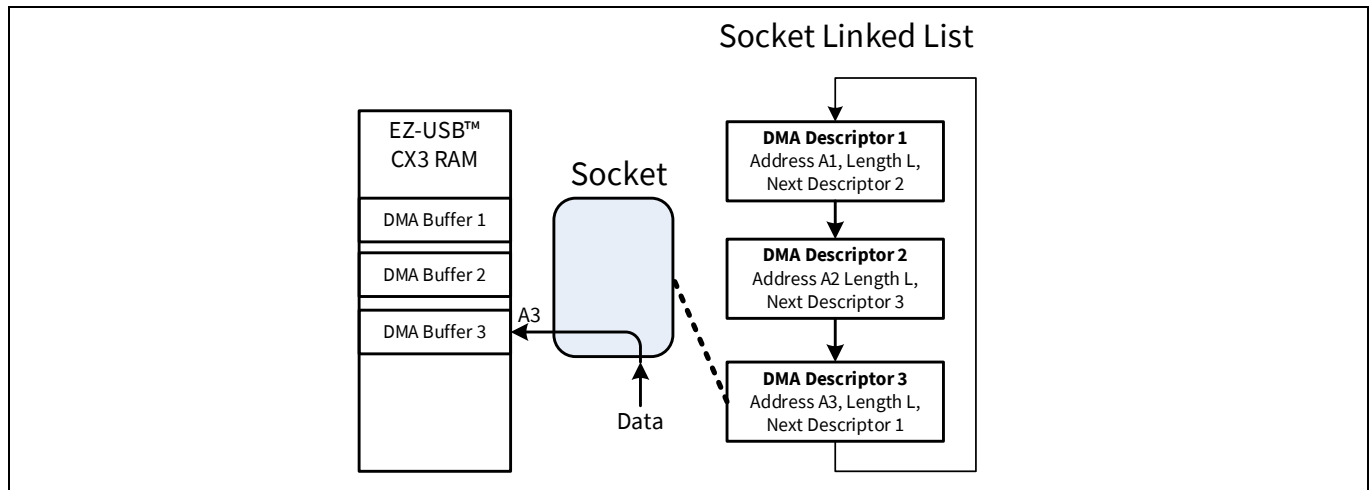 Socket Linked List
EZ-USB™
CX3 RAM
DMA Buffer 1
DMA Buffer 2
DMA Buffer 3
A3
Socket
Data
DMA Descriptor 1
Address A1, Length L,
Next Descriptor 2
DMA Descriptor 2
Address A2 Length L,
Next Descriptor 3
DMA Descriptor 3
Address A3, Length L,
Next Descriptor 1